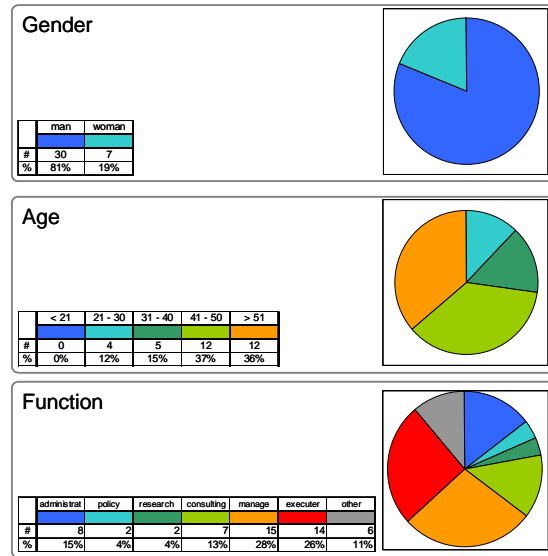 Gender
man woman
# 30 7
% 81% 19%
Age
< 21 21 - 30 31 - 40 41 - 50 > 51
# 0 4 5 12 12
% 0% 12% 15% 37% 36%
Function
administrat policy research consulting manage executer other
# 8 2 2 7 15 14 6
% 15% 4% 4% 13% 28% 26% 11%